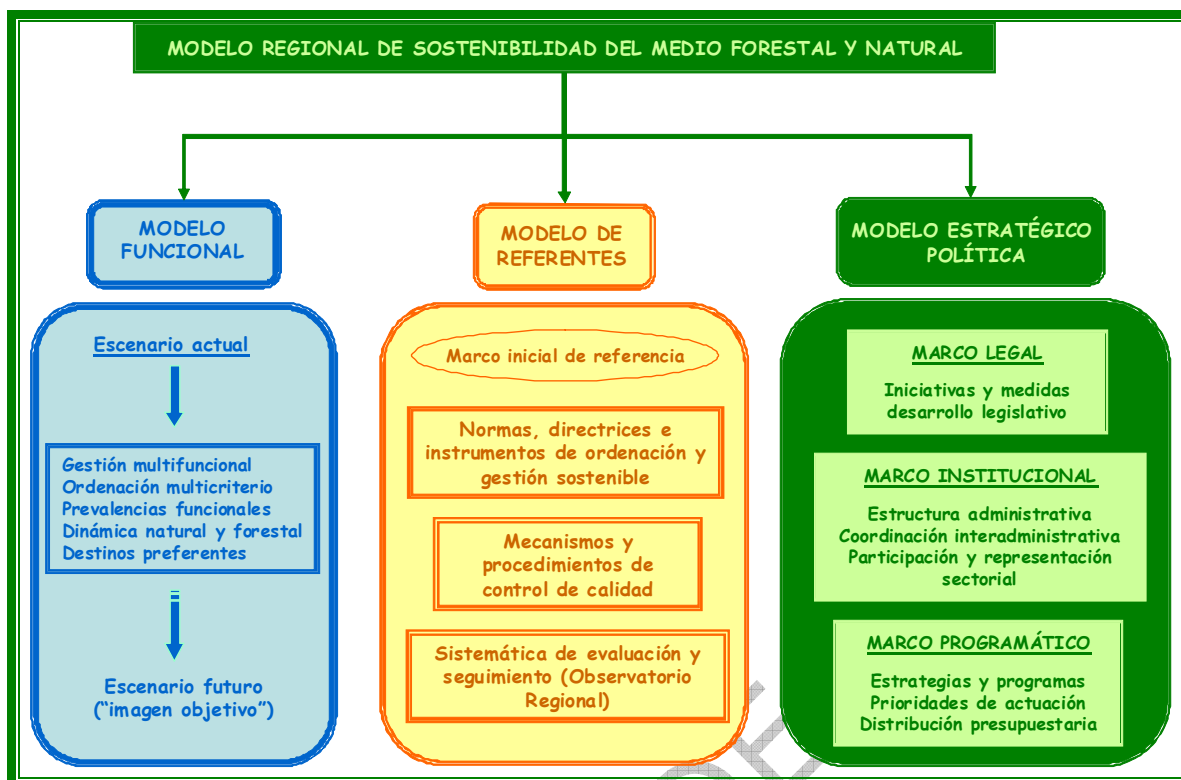 MODELO REGIONAL DE SOSTENIBILIDAD DEL MEDIO FORESTAL Y NATURAL
MODELO
FUNCIONAL
Escenario actual
Gestión multifuncional
Ordenación multicriterio
Prevalencias funcionales
Dinámica natural y forestal
Destinos preferentes
Escenario futuro
("imagen objetivo")
MODELO DE
REFERENTES
Marco inicial de referencia
Normas, directrices e
instrumentos de ordenación y
gestión sostenible
Mecanismos y
procedimientos de
control de calidad
Sistemática de evaluación y
seguimiento (Observatorio
Regional)
MODELO ESTRATÉGICO
POLÍTICA
MARCO LEGAL
Iniciativas y medidas
desarrollo legislativo
MARCO INSTITUCIONAL
Estructura administrativa
Coordinación interadministrativa
Participación y representación
sectorial
MARCO PROGRAMÁTICO
Estrategias y programas
Prioridades de actuación
Distribución presupuestaria